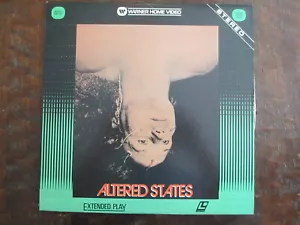 WARNER HOME VIDEO
STEREO
ALTERED STATES
EXTENDED PLAY